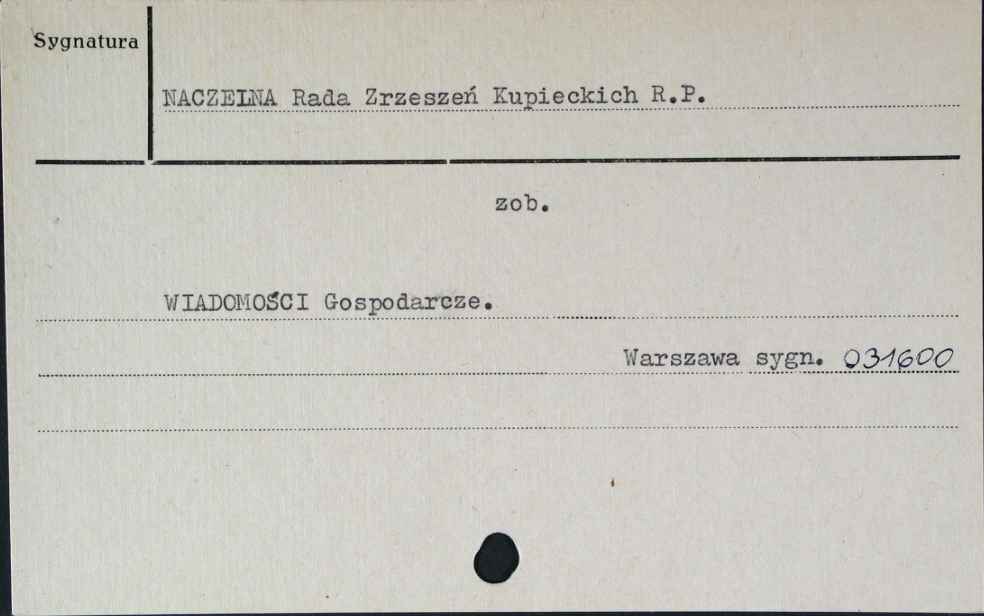 Sygnatura
NACZELNA Rada Zrzeszeń Kupieckich R.P.
zob.
WIADOMOŚCI Gospodarcze.
Warszawa sygn. 031600